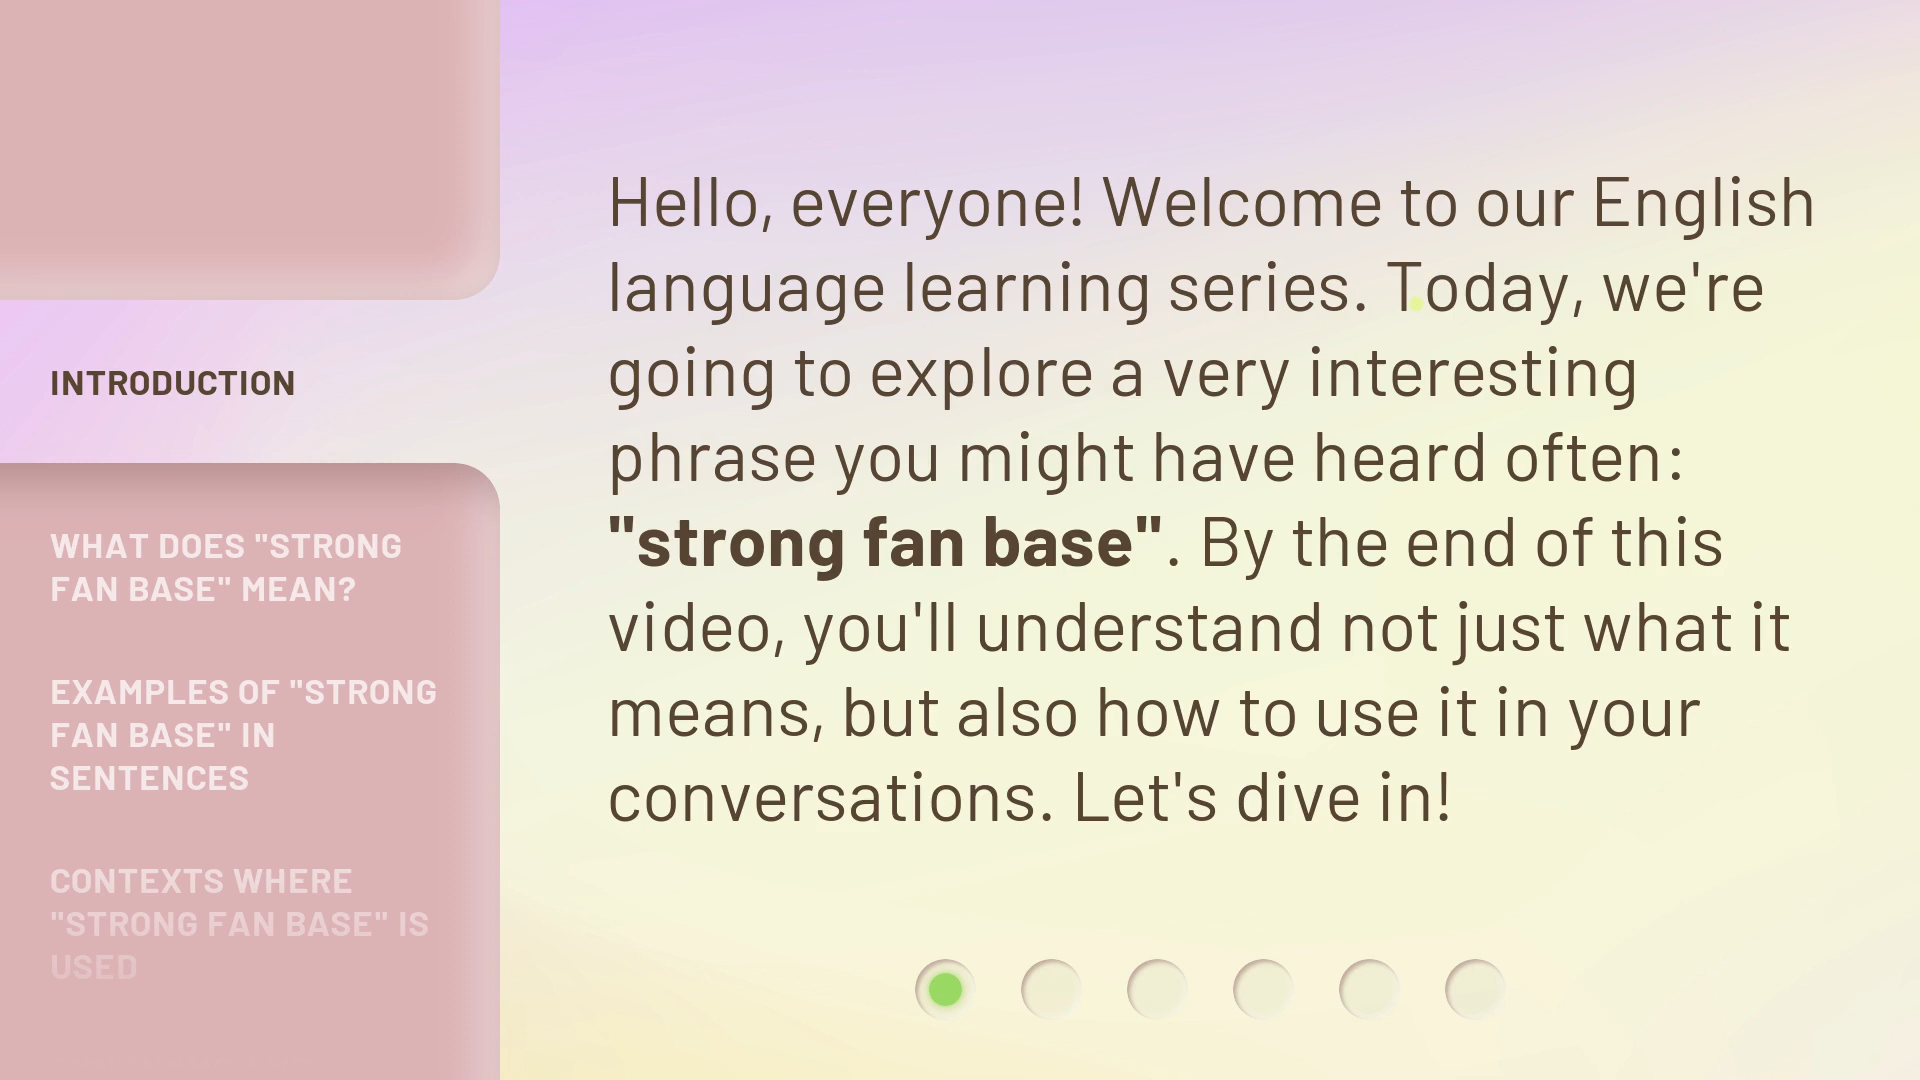 INTRODUCTION
WHAT DOES "STRONG
FAN BASE" MEAN?
EXAMPLES OF "STRONG
FAN BASE" IN
SENTENCES
CONTEXTS WHERE
"STRONG FAN BASE" IS
USED
Hello, everyone! Welcome to our English
language learning series. Today, we're
going to explore a very interesting
phrase you might have heard often:
"strong fan base". By the end of this
video, you'll understand not just what it
means, but also how to use it in your
conversations. Let's dive in!